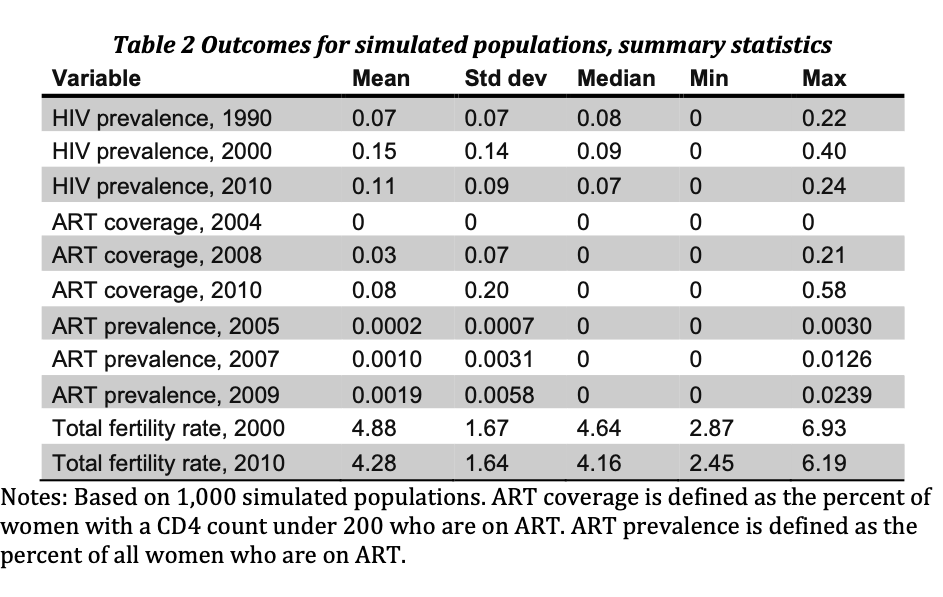 Table 2 Outcomes for simulated populations, summary statistics
Variable Mean Std dev Median Min Max
HIV prevalence, 1990 0.07 0.07 0.08 0 0.22
HIV prevalence, 2000 0.15 0.14 0.09 0 0.40
HIV prevalence, 2010 0.11 0.09 0.07 0 0.24
ART coverage, 2004 0 0 0 0 0
ART coverage, 2008 0.03 0.07 0 0 0.21
ART coverage, 2010 0.08 0.20 0 0 0.58
ART prevalence, 2005 0.0002 0.0007 0 0 0.0030
ART prevalence, 2007 0.0010 0.0031 0 0 0.0126
ART prevalence, 2009 0.0019 0.0058 0 0 0.0239
Total fertility rate, 2000 4.88 1.67 4.64 2.87 6.93
Total fertility rate, 2010 4.28 1.64 4.16 2.45 6.19
Notes: Based on 1,000 simulated populations. ART coverage is defined as the percent of
women with a CD4 count under 200 who are on ART. ART prevalence is defined as the
percent of all women who are on ART.